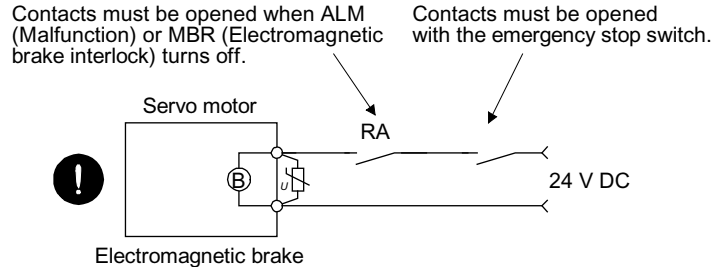 Contacts must be opened when ALM
(Malfunction) or MBR (Electromagnetic
brake interlock) turns off.
Contacts must be opened
with the emergency stop switch.
Servo motor
RA
B
U
24 V DC
Electromagnetic brake